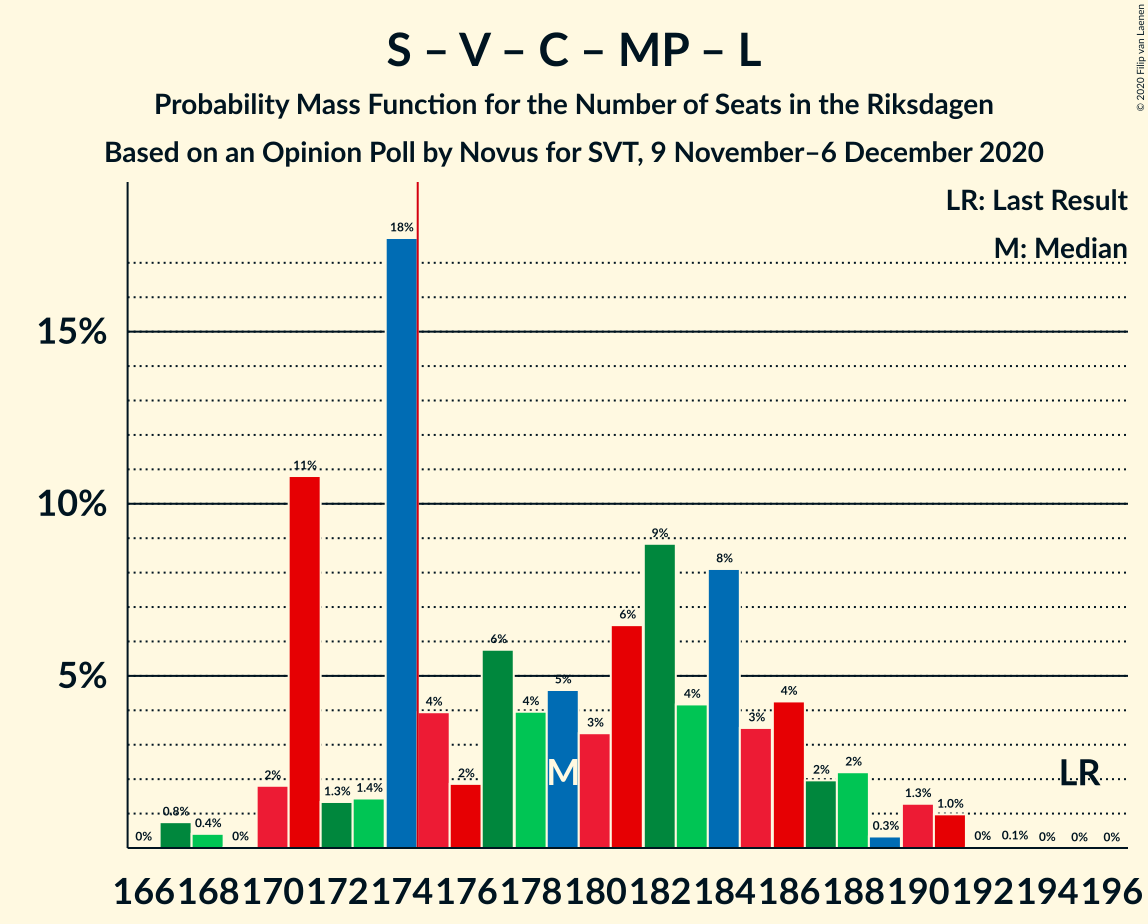 S – V – C – MP – L
Probability Mass Function for the Number of Seats in the Riksdagen
Based on an Opinion Poll by Novus for SVT, 9 November–6 December 2020
© 2020 Filip van Laenen
LR: Last Result
M: Median
15%
10%
5%
0% 0.8% 0.4% 0% 2% 11% 1.3% 1.4% 18% 4% 2% 6% 4% 5% 3% 6% 9% 4% 8% 3% 4% 2% 2% 0.3% 1.3% 1.0% 0% 0.1% 0% 0% 0%
M
LR
166 168 170 172 174 176 178 180 182 184 186 188 190 192 194 196